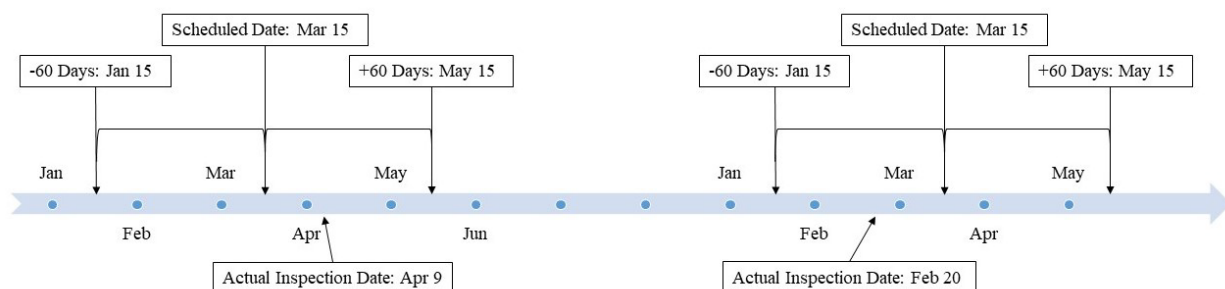 Scheduled Date: Mar 15
Scheduled Date: Mar 15
-60 Days: Jan 15
+60 Days: May 15
-60 Days: Jan 15
+60 Days: May 15
Jan
Mar
May
Jan
Mar
May
Feb
Apr
Jun
Feb
Apr
Actual Inspection Date: Apr 9
Actual Inspection Date: Feb 20